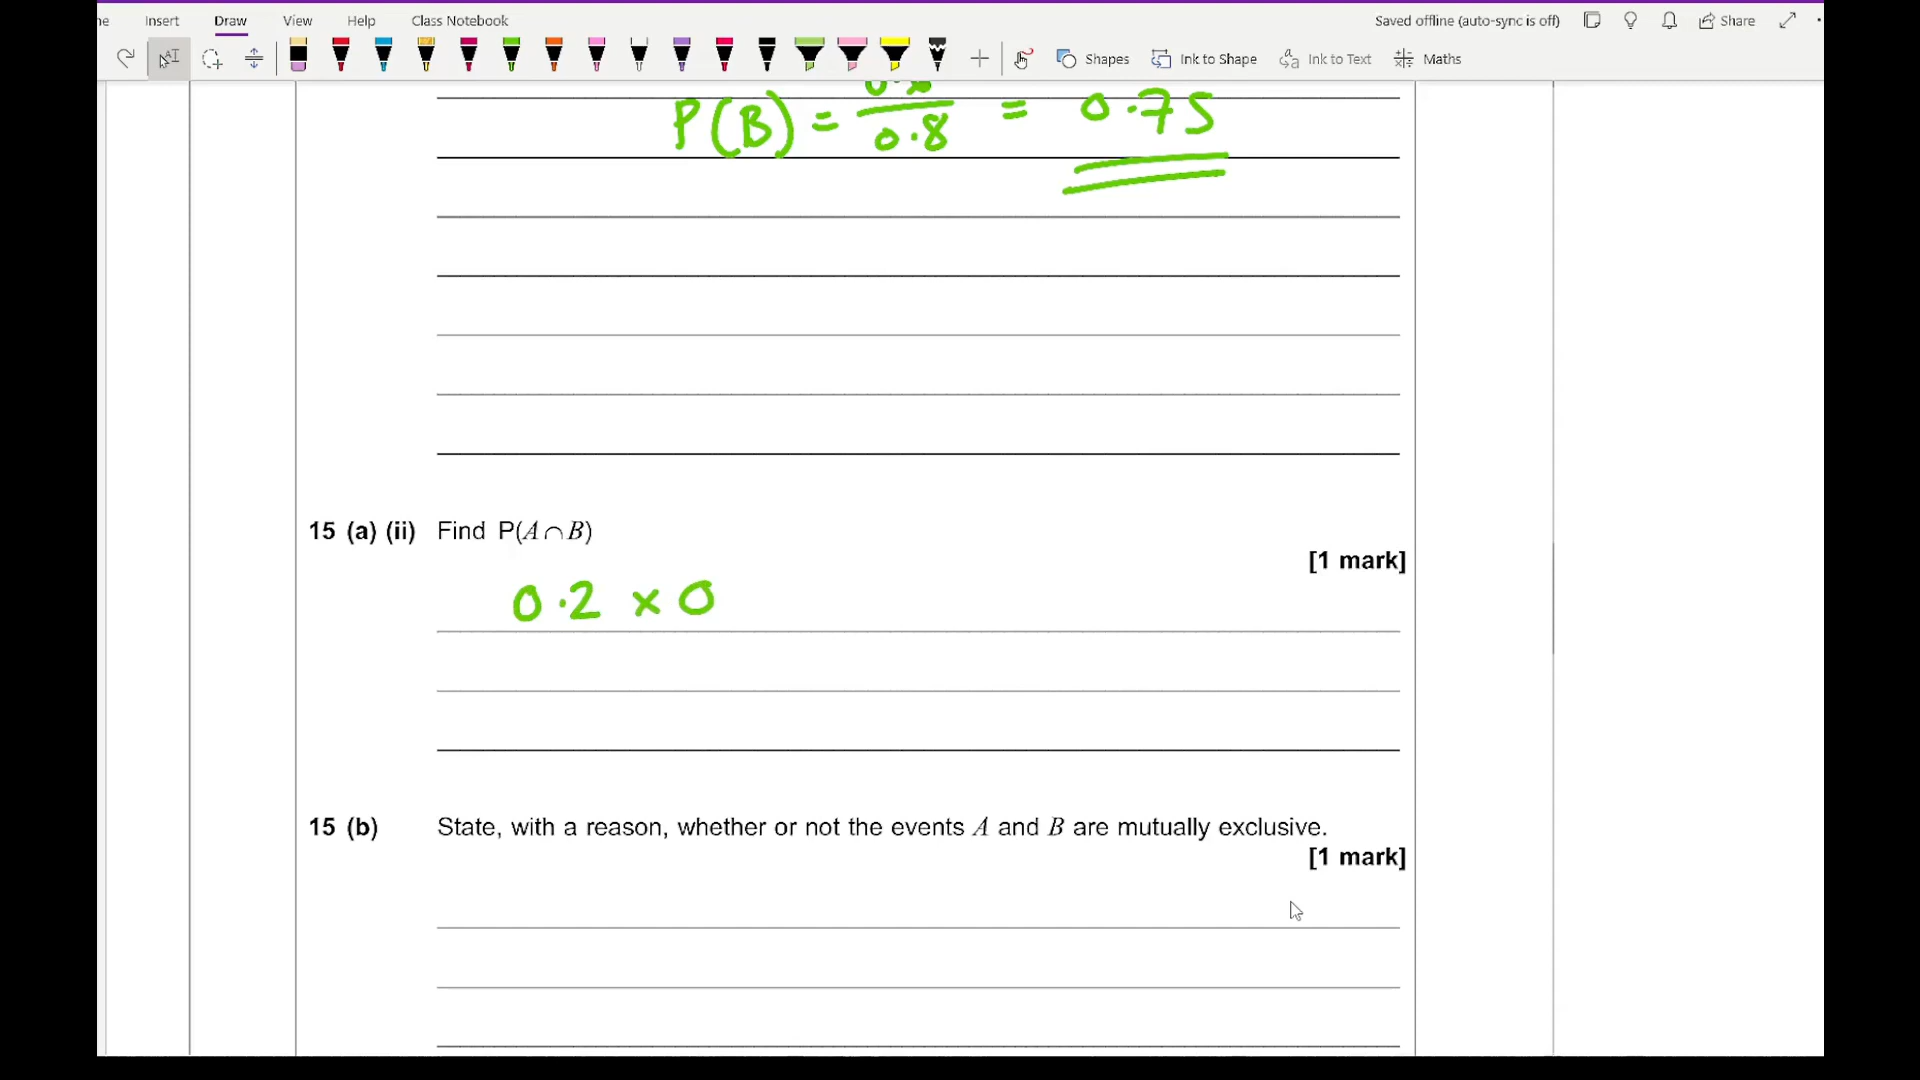 Insert Draw View Help Class Notebook Saved offline (auto-sync is off) Share
Shapes Ink to Shape Ink to Text Maths
P(B) = 0.8 = 0.75
15 (a) (ii) Find P(A∩B)
[1 mark]
0.2 × 0
15 (b) State, with a reason, whether or not the events A and B are mutually exclusive.
[1 mark]